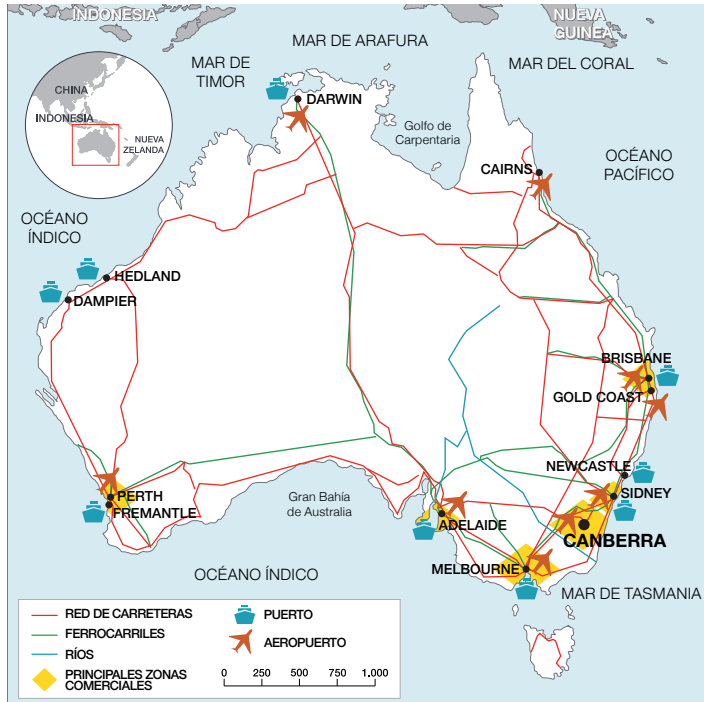 INDONESIA
NUEVA
GUINEA
MAR DE ARAFURA
MAR DE
TIMOR
MAR DEL CORAL
CHINA
INDONESIA
NUEVA
ZELANDA
DARWIN
Golfo de
Carpentaria
CAIRNS
OCÉANO
PACÍFICO
OCÉANO
ÍNDICO
HEDLAND
DAMPIER
BRISBANE
GOLD COAST
NEWCASTLE
SIDNEY
PERTH
FREMANTLE
Gran Bahía
de Australia
ADELAIDE
CANBERRA
MELBOURNE
OCÉANO ÍNDICO
MAR DE TASMANIA
RED DE CARRETERAS
FERROCARRILES
RÍOS
PRINCIPALES ZONAS
COMERCIALES
PUERTO
AEROPUERTO
0 250 500 750 1.000